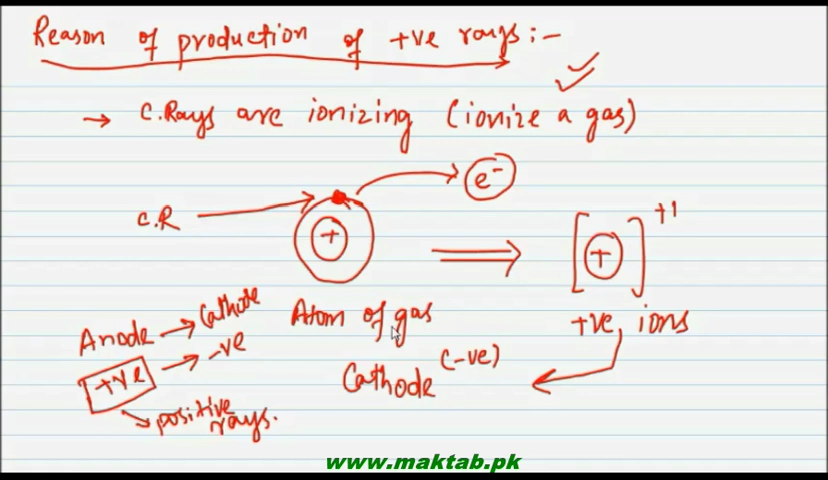 Reason of production of +ve rays:-
→ C.Rays are ionizing (ionize a gas)
C.R
+
e⁻
[+]⁺¹
Atom of gas
+ve ions
Anode → Cathode
+ve → -ve
positive rays.
Cathode (-ve)
www.maktab.pk